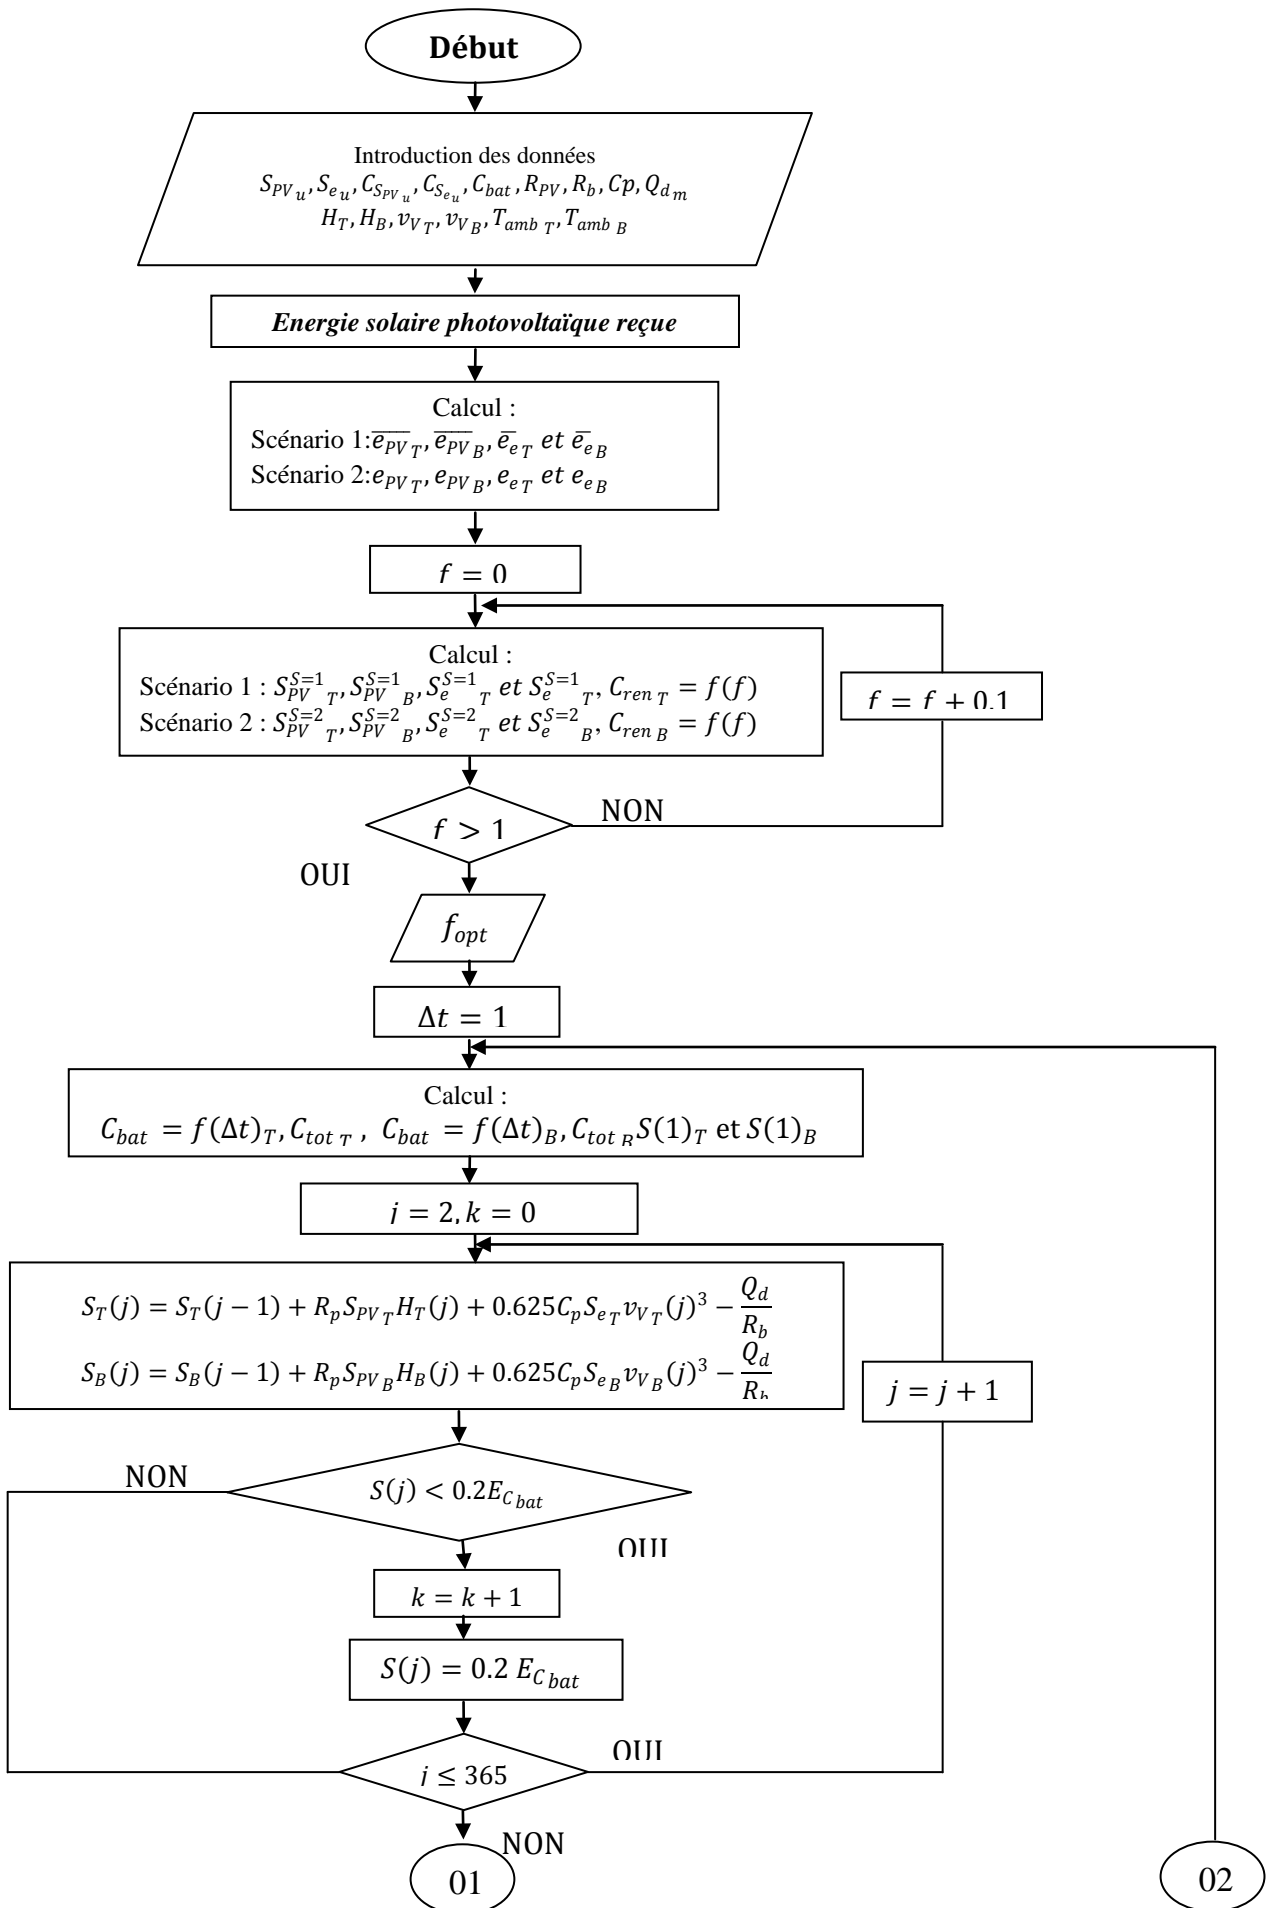 Début
Introduction des données
S_{PV_u}, S_{e_u}, C_{S_{PV_u}}, C_{S_{e_u}}, C_{bat}, R_{PV}, R_b, Cp, Q_{d_m}
H_T, H_B, v_{V_T}, v_{V_B}, T_{amb_T}, T_{amb_B}
Energie solaire photovoltaïque reçue
Calcul :
Scénario 1:\overline{e_{PV}}_T, \overline{e_{PV}}_B, \overline{e}_{e_T} et \overline{e}_{e_B}
Scénario 2:e_{PV_T}, e_{PV_B}, e_{e_T} et e_{e_B}
f = 0
Calcul :
Scénario 1 : S_{PV}^{S=1}_T, S_{PV}^{S=1}_B, S_e^{S=1}_T et S_e^{S=1}_T, C_{ren_T} = f(f)
Scénario 2 : S_{PV}^{S=2}_T, S_{PV}^{S=2}_B, S_e^{S=2}_T et S_e^{S=2}_B, C_{ren_B} = f(f)
f = f + 0.1
f > 1
NON
OUI
f_{opt}
Δt = 1
Calcul :
C_{bat} = f(Δt)_T, C_{tot_T} , C_{bat} = f(Δt)_B, C_{tot_B} S(1)_T et S(1)_B
j = 2, k = 0
S_T(j) = S_T(j − 1) + R_p S_{PV_T} H_T(j) + 0.625C_p S_{e_T} v_{V_T}(j)^3 − \frac{Q_d}{R_b}
S_B(j) = S_B(j − 1) + R_p S_{PV_B} H_B(j) + 0.625C_p S_{e_B} v_{V_B}(j)^3 − \frac{Q_d}{R_b}
j = j + 1
NON
S(j) < 0.2E_{C_{bat}}
OUI
k = k + 1
S(j) = 0.2 E_{C_{bat}}
j ≤ 365
OUI
NON
01
02